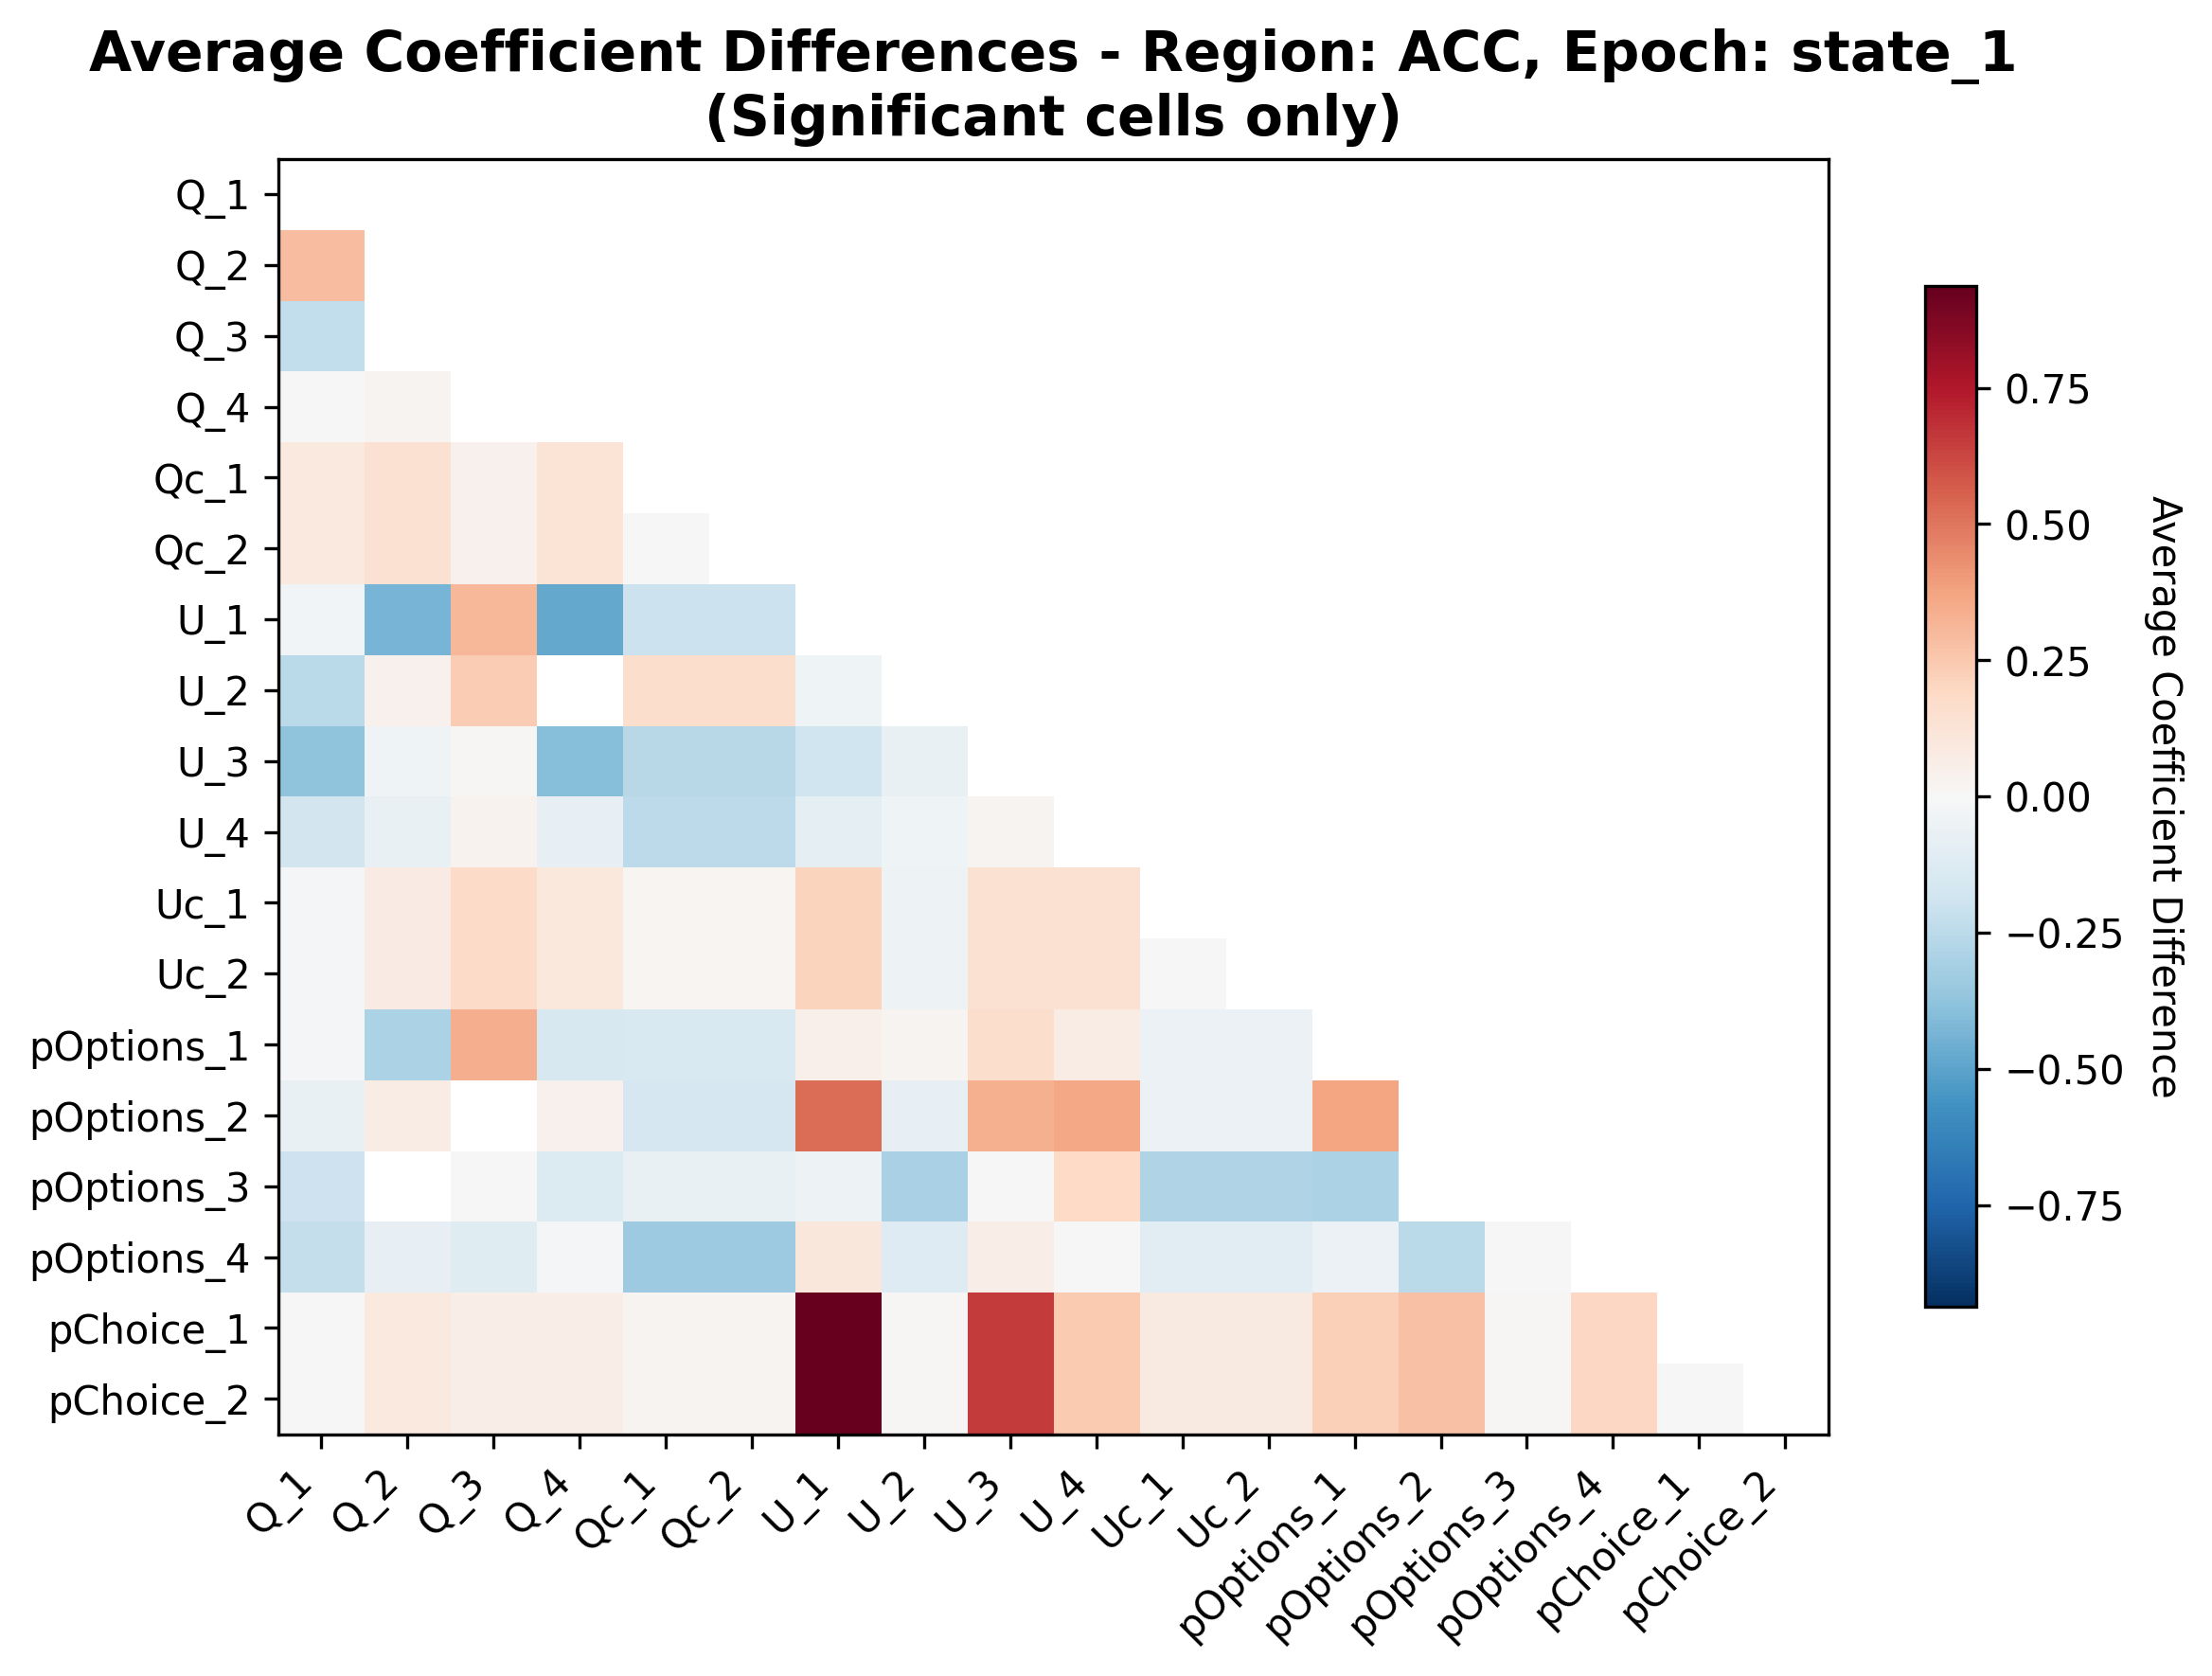 Average Coefficient Differences - Region: ACC, Epoch: state_1
(Significant cells only)
Q_1
Q_2
Q_3
Q_4
Qc_1
Qc_2
U_1
U_2
U_3
U_4
Uc_1
Uc_2
pOptions_1
pOptions_2
pOptions_3
pOptions_4
pChoice_1
pChoice_2
Q_1
Q_2
Q_3
Q_4
Qc_1
Qc_2
U_1
U_2
U_3
U_4
Uc_1
Uc_2
pOptions_1
pOptions_2
pOptions_3
pOptions_4
pChoice_1
pChoice_2
0.75
0.50
0.25
0.00
−0.25
−0.50
−0.75
Average Coefficient Difference